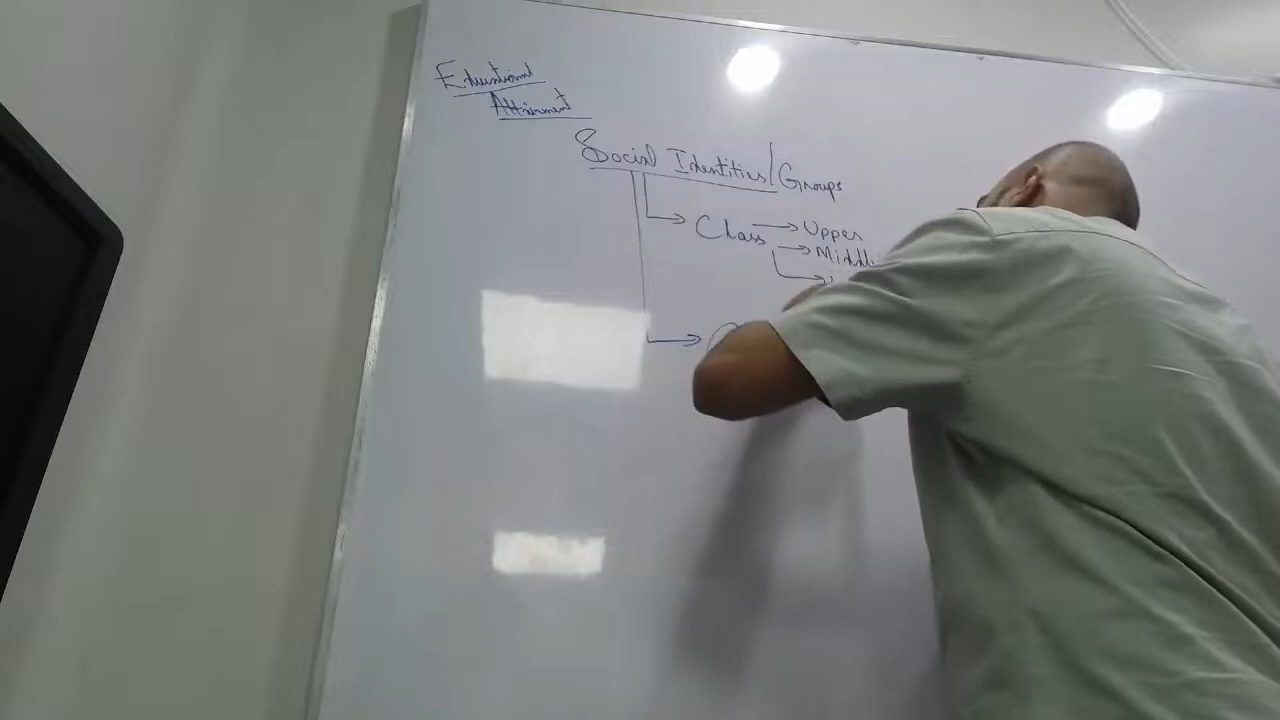 Educational
Attainment
Social Identities/Groups
Class → Upper
→ Middle